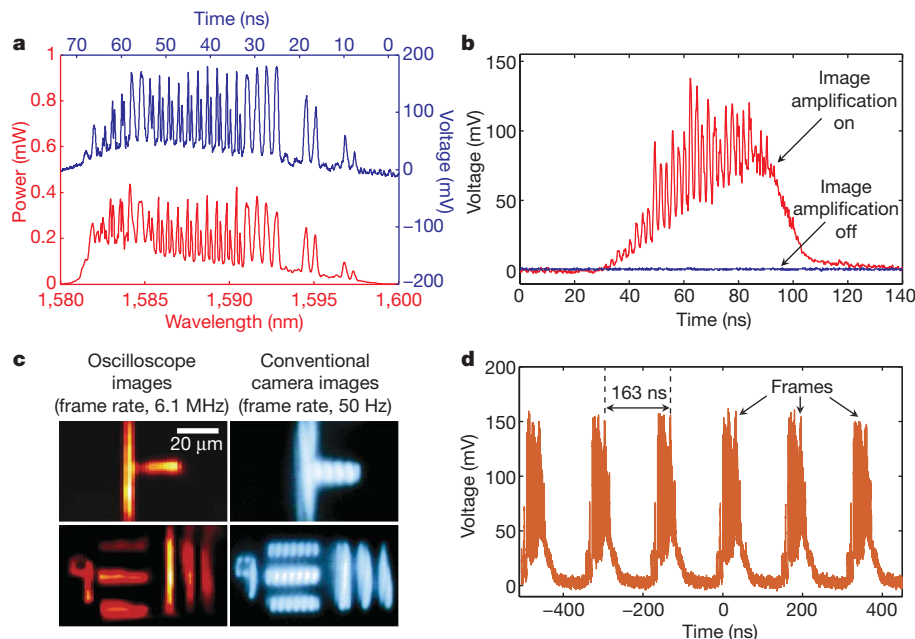 a
Time (ns)
70 60 50 40 30 20 10 0
1
0.8
0.6
0.4
0.2
0
Power (mW)
200
100
0
−100
−200
Voltage (mV)
1,580 1,585 1,590 1,595 1,600
Wavelength (nm)
b
150
100
50
0
Voltage (mV)
Image
amplification
on
Image
amplification
off
0 20 40 60 80 100 120 140
Time (ns)
c
Oscilloscope
images
(frame rate, 6.1 MHz)
Conventional
camera images
(frame rate, 50 Hz)
20 μm
d
200
150
100
50
0
Voltage (mV)
163 ns
Frames
−400 −200 0 200 400
Time (ns)